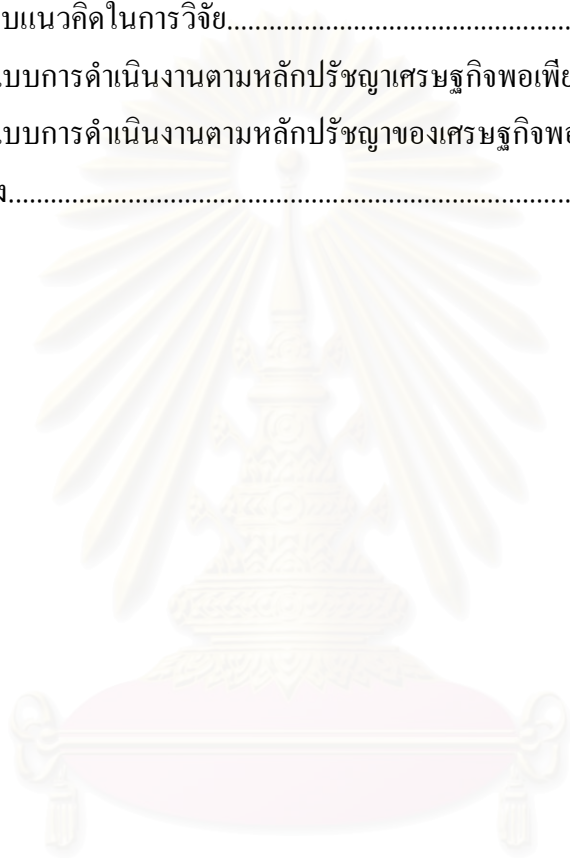 บแนวคิดในการวิจัย..............................................
แบบการดำเนินงานตามหลักปรัชญาเศรษฐกิจพอเพีย
แบบการดำเนินงานตามหลักปรัชญาของเศรษฐกิจพอ
ง...........................................................................